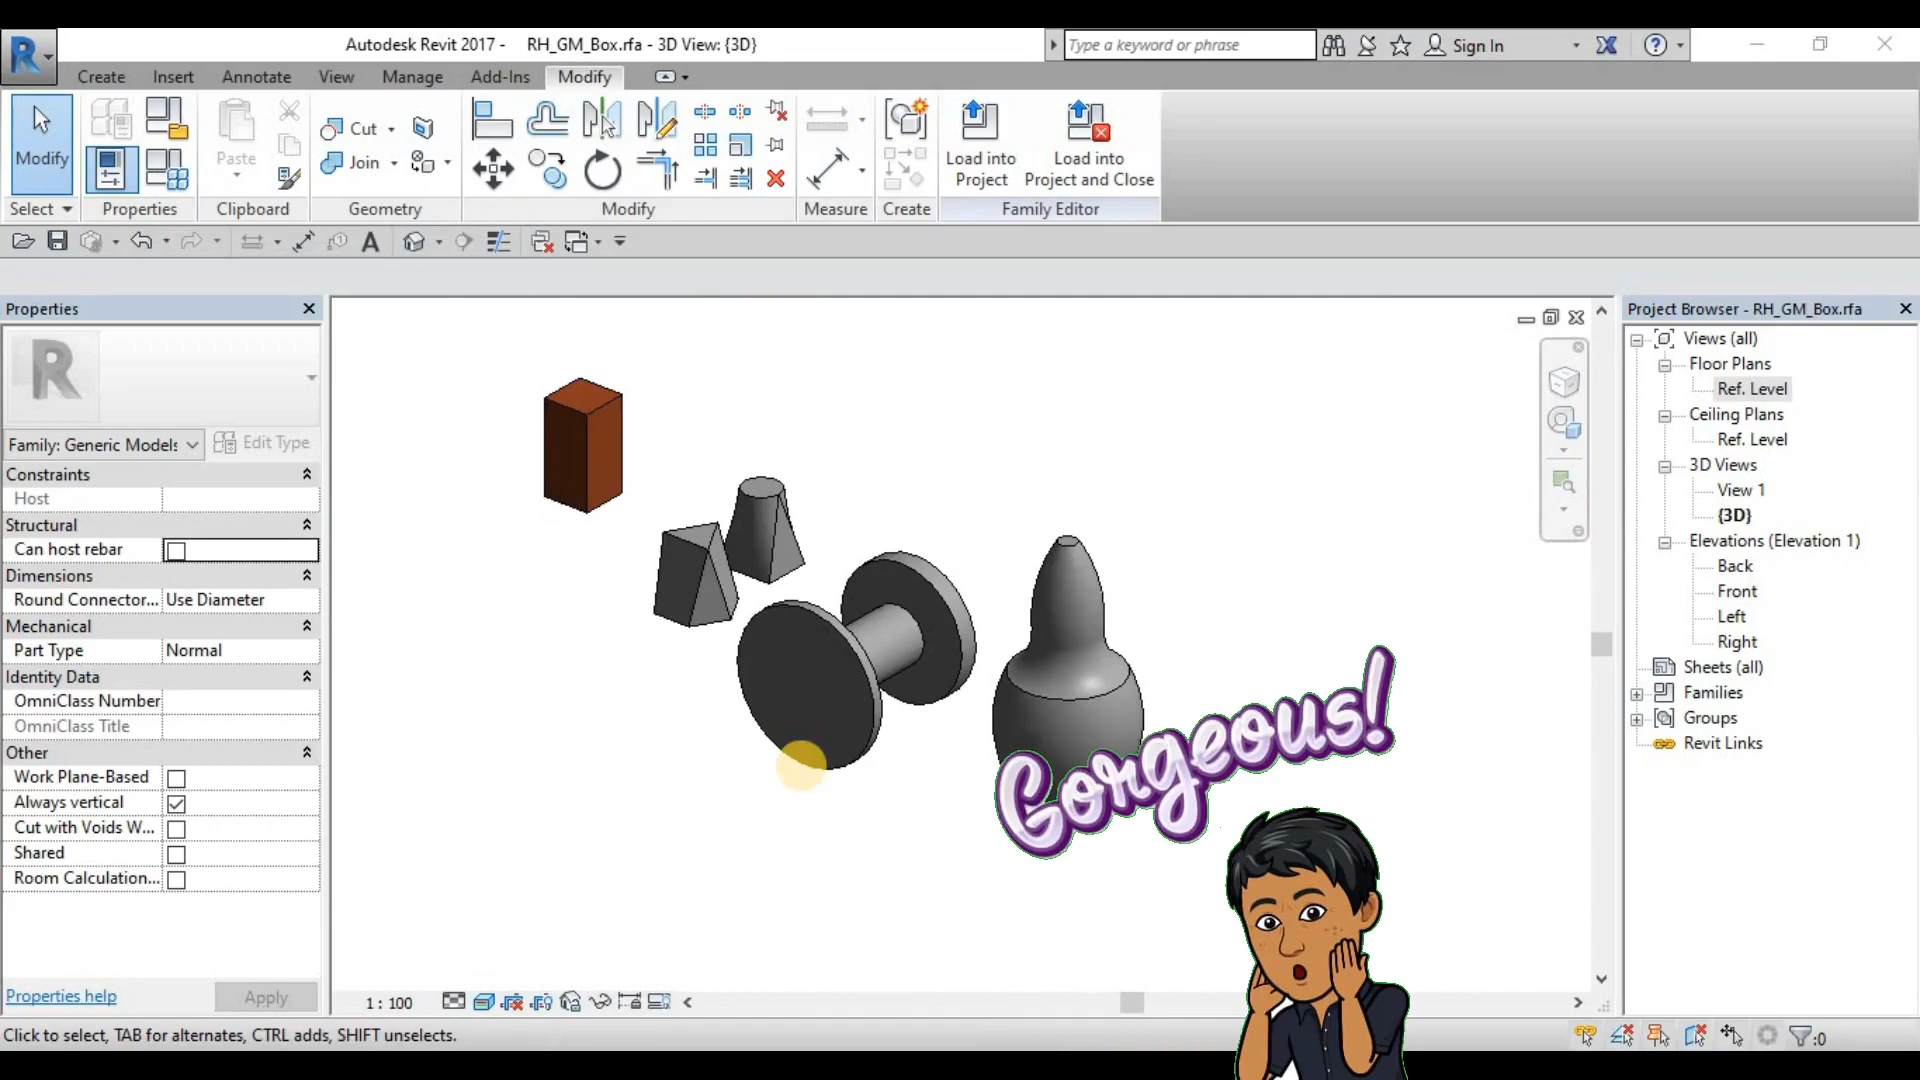 Autodesk Revit 2017 -    RH_GM_Box.rfa - 3D View: {3D}
Type a keyword or phrase
Sign In
Create Insert Annotate View Manage Add-Ins Modify
Modify
Paste
Cut
Join
Load into Project
Load into Project and Close
Select Properties Clipboard Geometry Modify Measure Create Family Editor
Properties
R
Family: Generic Models
Edit Type
Constraints
Host
Structural
Can host rebar
Dimensions
Round Connector... Use Diameter
Mechanical
Part Type Normal
Identity Data
OmniClass Number
OmniClass Title
Other
Work Plane-Based
Always vertical
Cut with Voids W...
Shared
Room Calculation...
Properties help
Apply
Gorgeous!
1 : 100
Project Browser - RH_GM_Box.rfa
Views (all)
Floor Plans
Ref. Level
Ceiling Plans
Ref. Level
3D Views
View 1
{3D}
Elevations (Elevation 1)
Back
Front
Left
Right
Sheets (all)
Families
Groups
Revit Links
Click to select, TAB for alternates, CTRL adds, SHIFT unselects.
:0